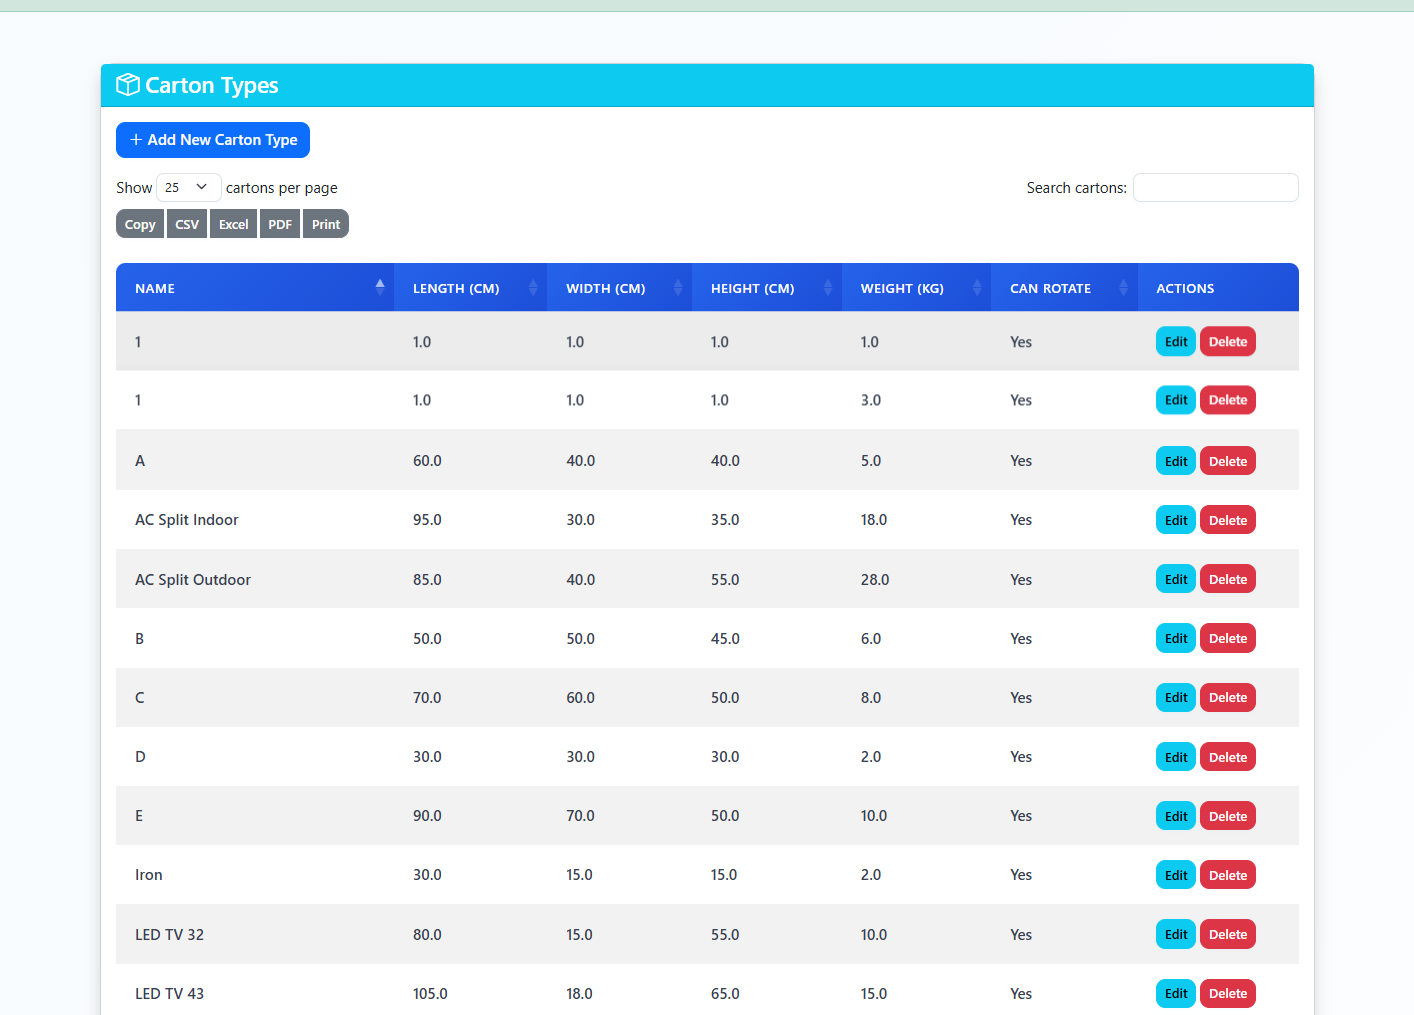 Carton Types
+ Add New Carton Type
Show 25 cartons per page Search cartons:
Copy CSV Excel PDF Print
NAME LENGTH (CM) WIDTH (CM) HEIGHT (CM) WEIGHT (KG) CAN ROTATE ACTIONS
1 1.0 1.0 1.0 1.0 Yes Edit Delete
1 1.0 1.0 1.0 3.0 Yes Edit Delete
A 60.0 40.0 40.0 5.0 Yes Edit Delete
AC Split Indoor 95.0 30.0 35.0 18.0 Yes Edit Delete
AC Split Outdoor 85.0 40.0 55.0 28.0 Yes Edit Delete
B 50.0 50.0 45.0 6.0 Yes Edit Delete
C 70.0 60.0 50.0 8.0 Yes Edit Delete
D 30.0 30.0 30.0 2.0 Yes Edit Delete
E 90.0 70.0 50.0 10.0 Yes Edit Delete
Iron 30.0 15.0 15.0 2.0 Yes Edit Delete
LED TV 32 80.0 15.0 55.0 10.0 Yes Edit Delete
LED TV 43 105.0 18.0 65.0 15.0 Yes Edit Delete